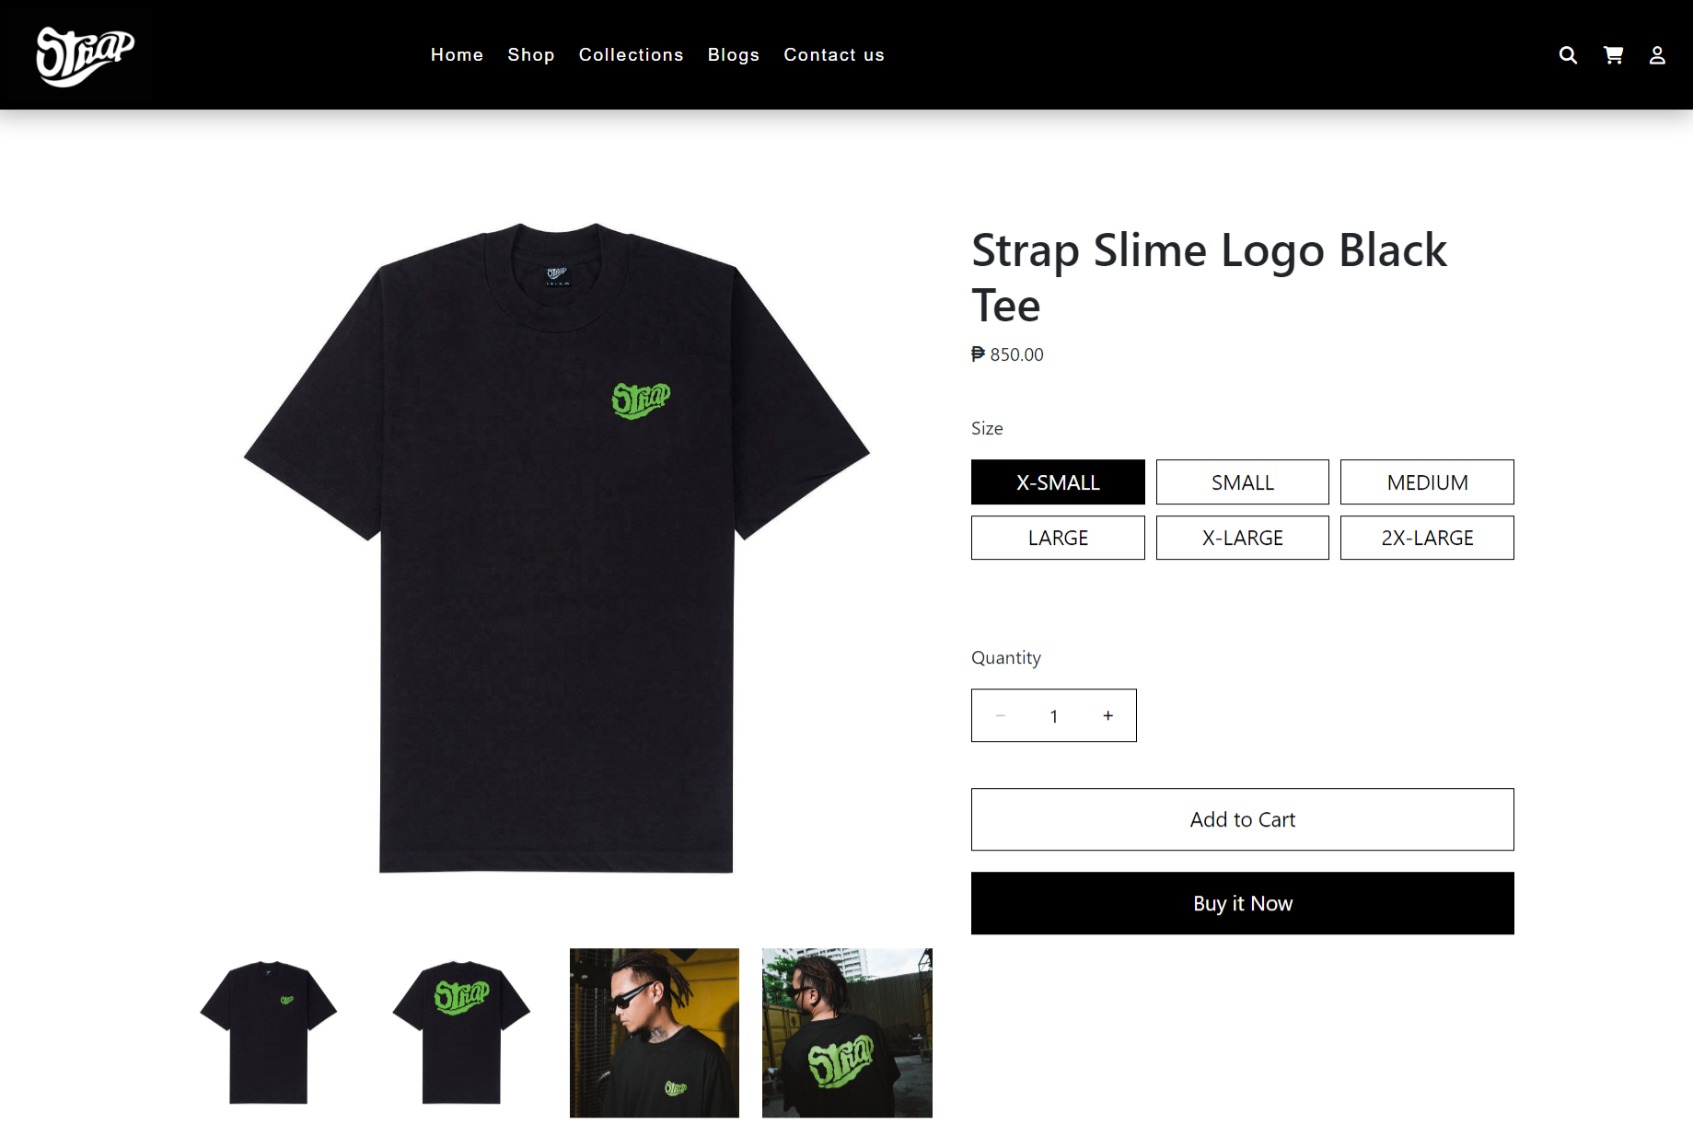 Strap
Home Shop Collections Blogs Contact us
Strap
Strap
Strap Slime Logo Black
Tee
₱ 850.00
Size
X-SMALL SMALL MEDIUM
LARGE X-LARGE 2X-LARGE
Quantity
− 1 +
Add to Cart
Buy it Now
Strap
Strap
Strap
Strap